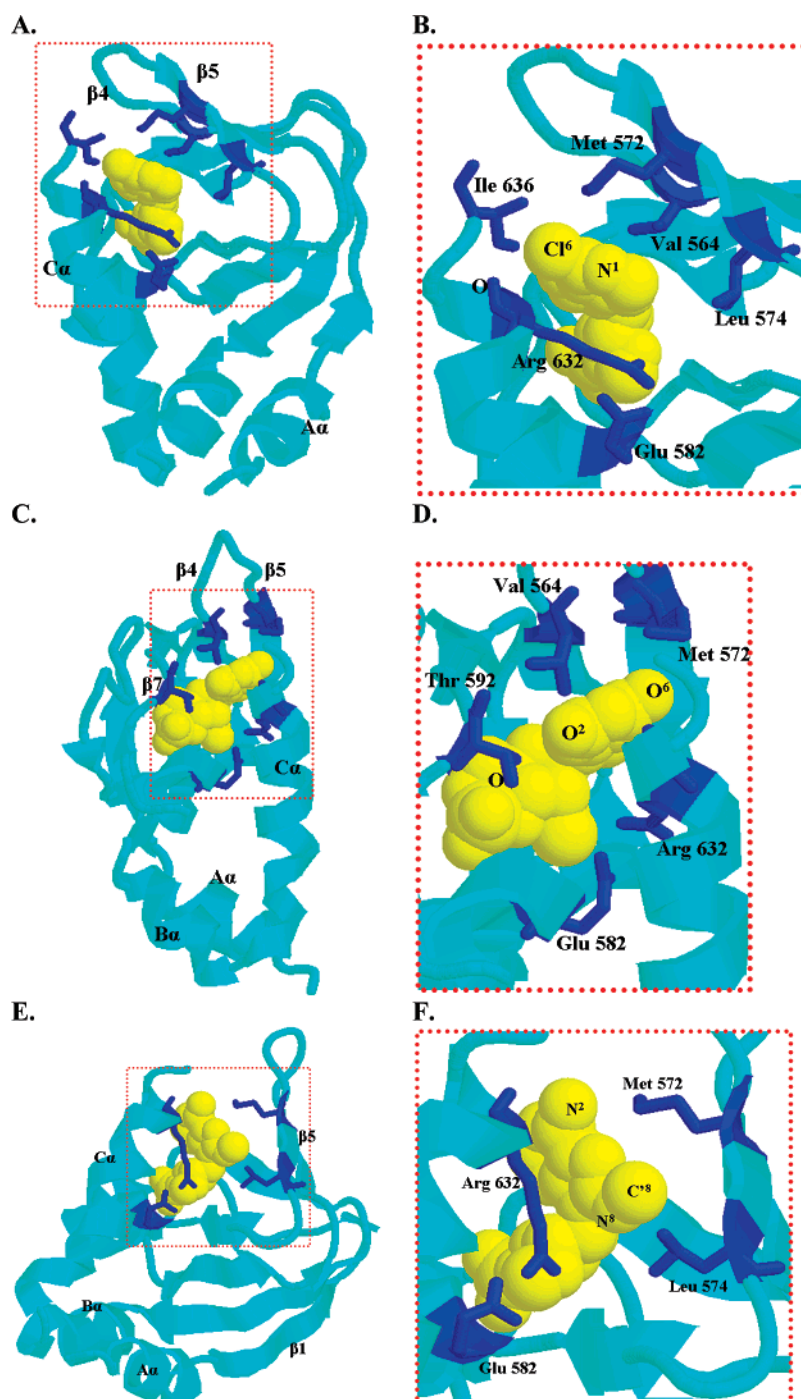 A.
β4
β5
Cα
Aα
B.
Met 572
Ile 636
Cl⁶
N¹
Val 564
O
Leu 574
Arg 632
Glu 582
C.
β4
β5
β7
Cα
Aα
Bα
D.
Val 564
Met 572
Thr 592
O⁶
O²
O
Arg 632
Glu 582
E.
β5
Cα
Bα
β1
Aα
F.
Met 572
N²
Arg 632
C’⁸
N⁸
Leu 574
Glu 582